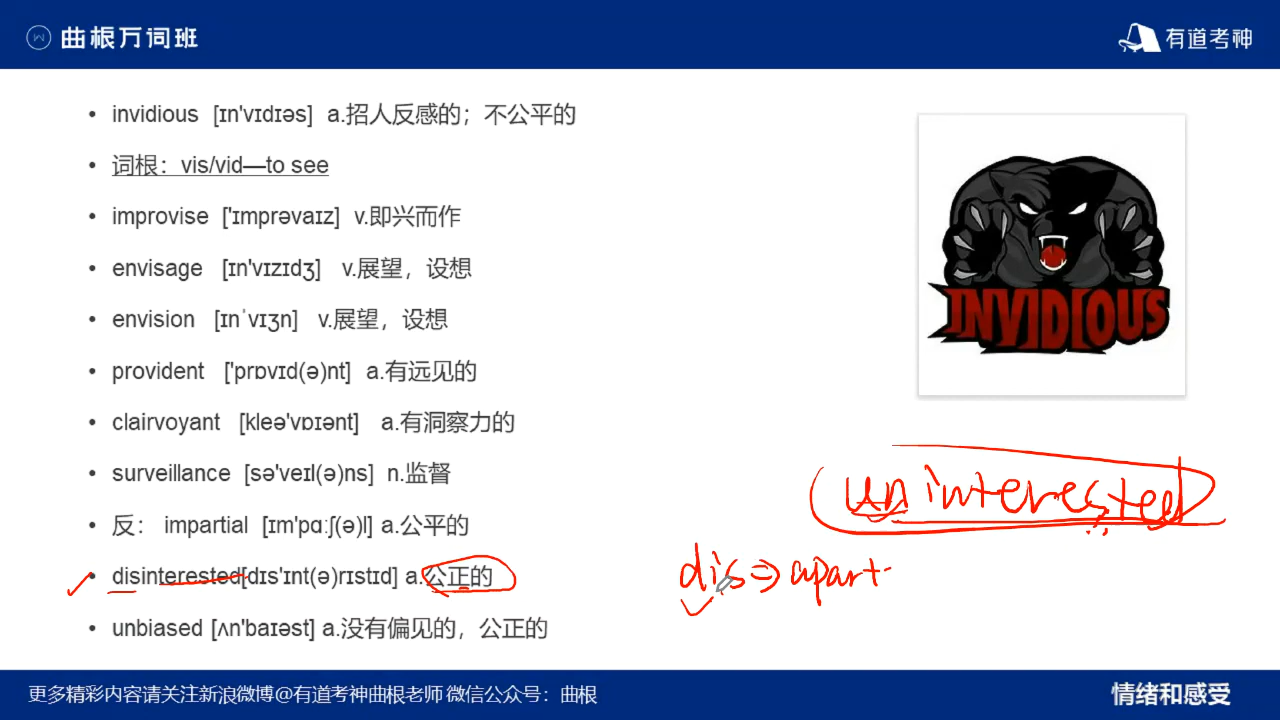 曲根万词班
有道考神
invidious [ɪn'vɪdɪəs] a.招人反感的；不公平的
词根：vis/vid—to see
improvise ['ɪmprəvaɪz] v.即兴而作
envisage [ɪn'vɪzɪdʒ] v.展望，设想
envision [ɪnˈvɪʒn] v.展望，设想
provident ['prɒvɪd(ə)nt] a.有远见的
clairvoyant [kleə'vɒɪənt] a.有洞察力的
surveillance [sə'veɪl(ə)ns] n.监督
反： impartial [ɪm'pɑːʃ(ə)l] a.公平的
disinterested[dɪs'ɪnt(ə)rɪstɪd] a.公正的
unbiased [ʌn'baɪəst] a.没有偏见的，公正的
INVIDIOUS
uninterested
dis⇒apart
更多精彩内容请关注新浪微博@有道考神曲根老师 微信公众号：曲根
情绪和感受